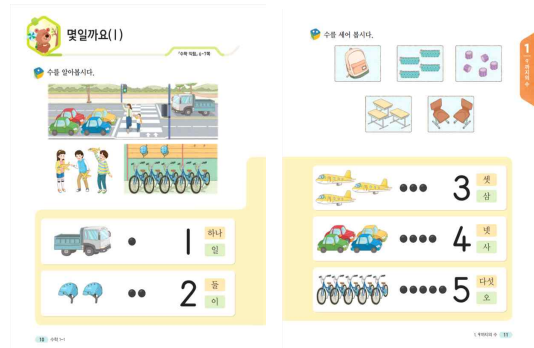 몇일까요(1)
『수학 익힘』 6~7쪽
수를 알아봅시다.
1 하나 일
2 둘 이
10 수학 1-1
수를 세어 봅시다.
1 9까지의 수
3 셋 삼
4 넷 사
5 다섯 오
1. 9까지의 수 11